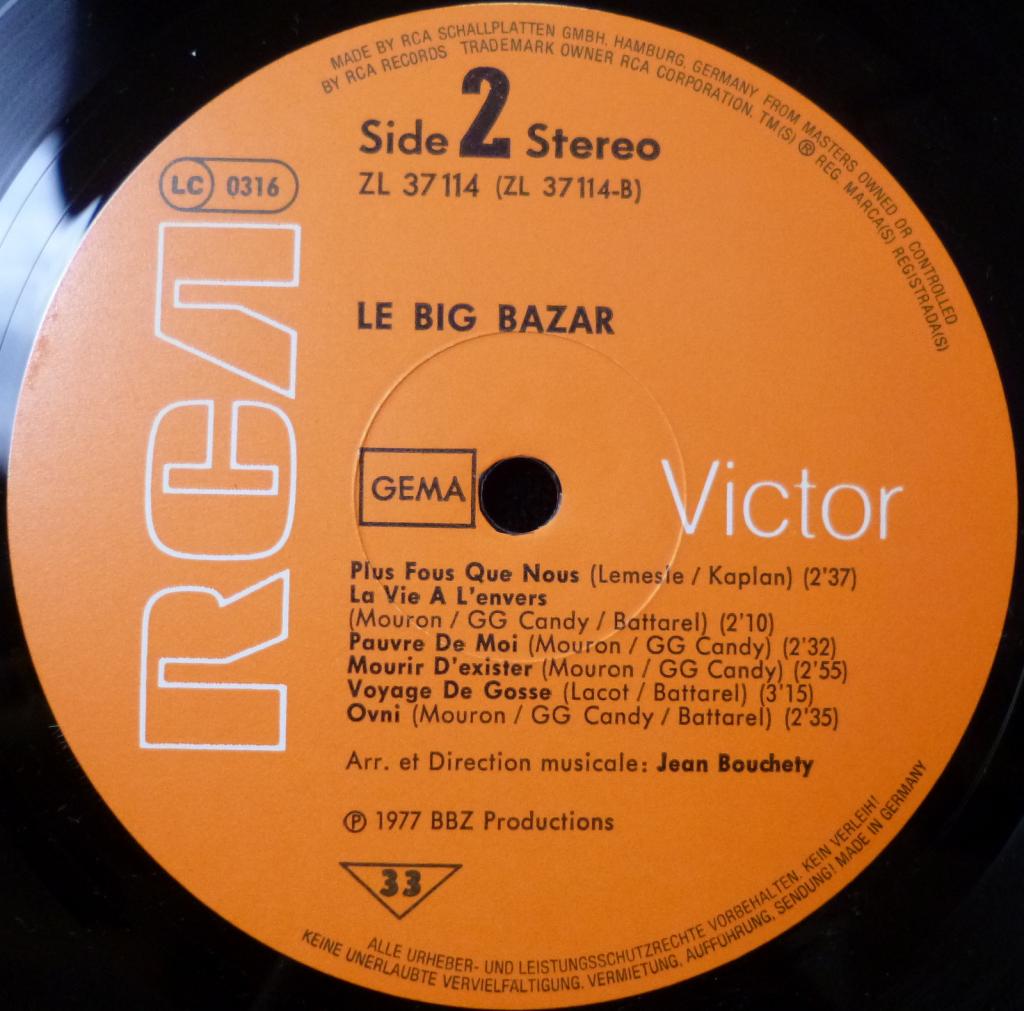 MADE BY RCA SCHALLPLATTEN GMBH, HAMBURG, GERMANY FROM MASTERS OWNED OR CONTROLLED
BY RCA RECORDS TRADEMARK OWNER RCA CORPORATION. TM(S) ® REG. MARCA(S) REGISTRADA(S)
Side 2 Stereo
LC 0316
ZL 37114 (ZL 37114-B)
RCA
LE BIG BAZAR
GEMA
Victor
Plus Fous Que Nous (Lemesle / Kaplan) (2'37)
La Vie A L'envers
(Mouron / GG Candy / Battarel) (2'10)
Pauvre De Moi (Mouron / GG Candy) (2'32)
Mourir D'exister (Mouron / GG Candy) (2'55)
Voyage De Gosse (Lacot / Battarel) (3'15)
Ovni (Mouron / GG Candy / Battarel) (2'35)
Arr. et Direction musicale: Jean Bouchety
℗ 1977 BBZ Productions
33
ALLE URHEBER- UND LEISTUNGSSCHUTZRECHTE VORBEHALTEN. KEIN VERLEIH!
KEINE UNERLAUBTE VERVIELFALTIGUNG, VERMIETUNG, AUFFUHRUNG, SENDUNG! MADE IN GERMANY